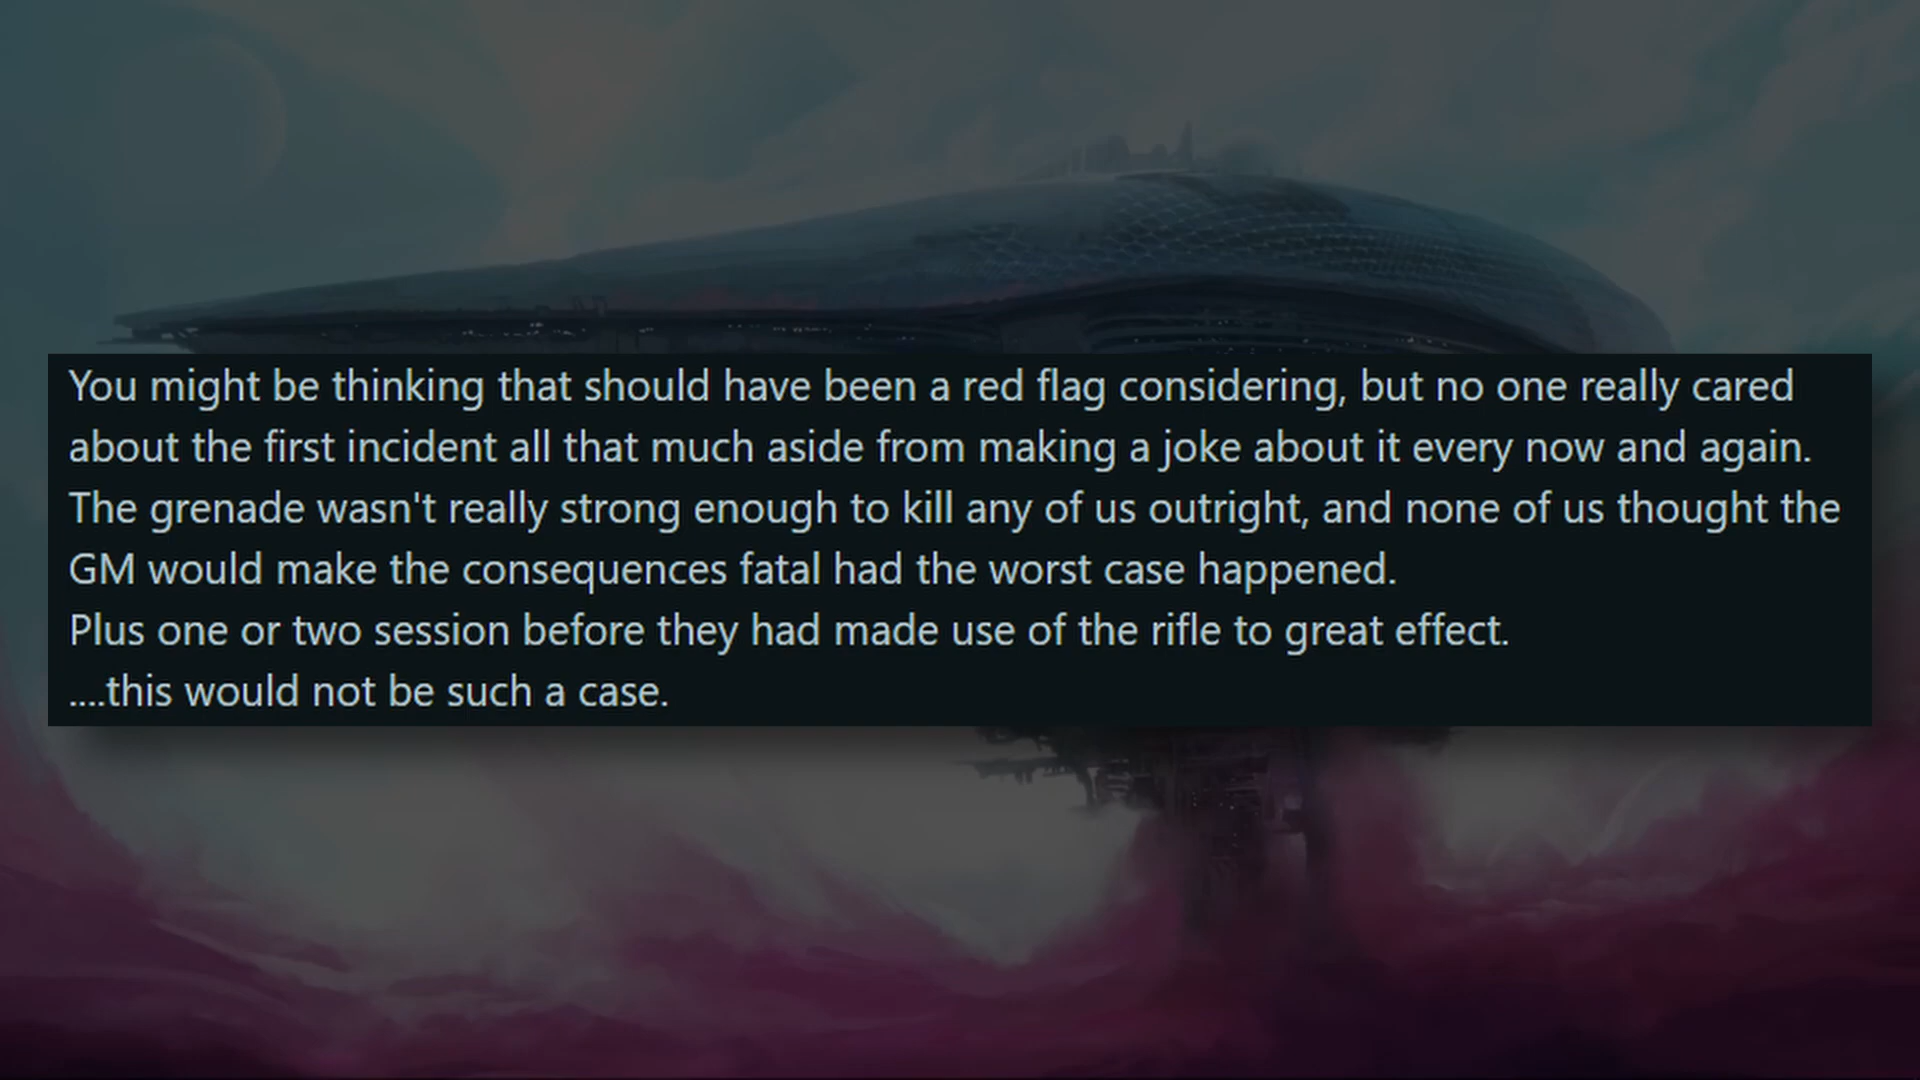 You might be thinking that should have been a red flag considering, but no one really cared
about the first incident all that much aside from making a joke about it every now and again.
The grenade wasn't really strong enough to kill any of us outright, and none of us thought the
GM would make the consequences fatal had the worst case happened.
Plus one or two session before they had made use of the rifle to great effect.
....this would not be such a case.